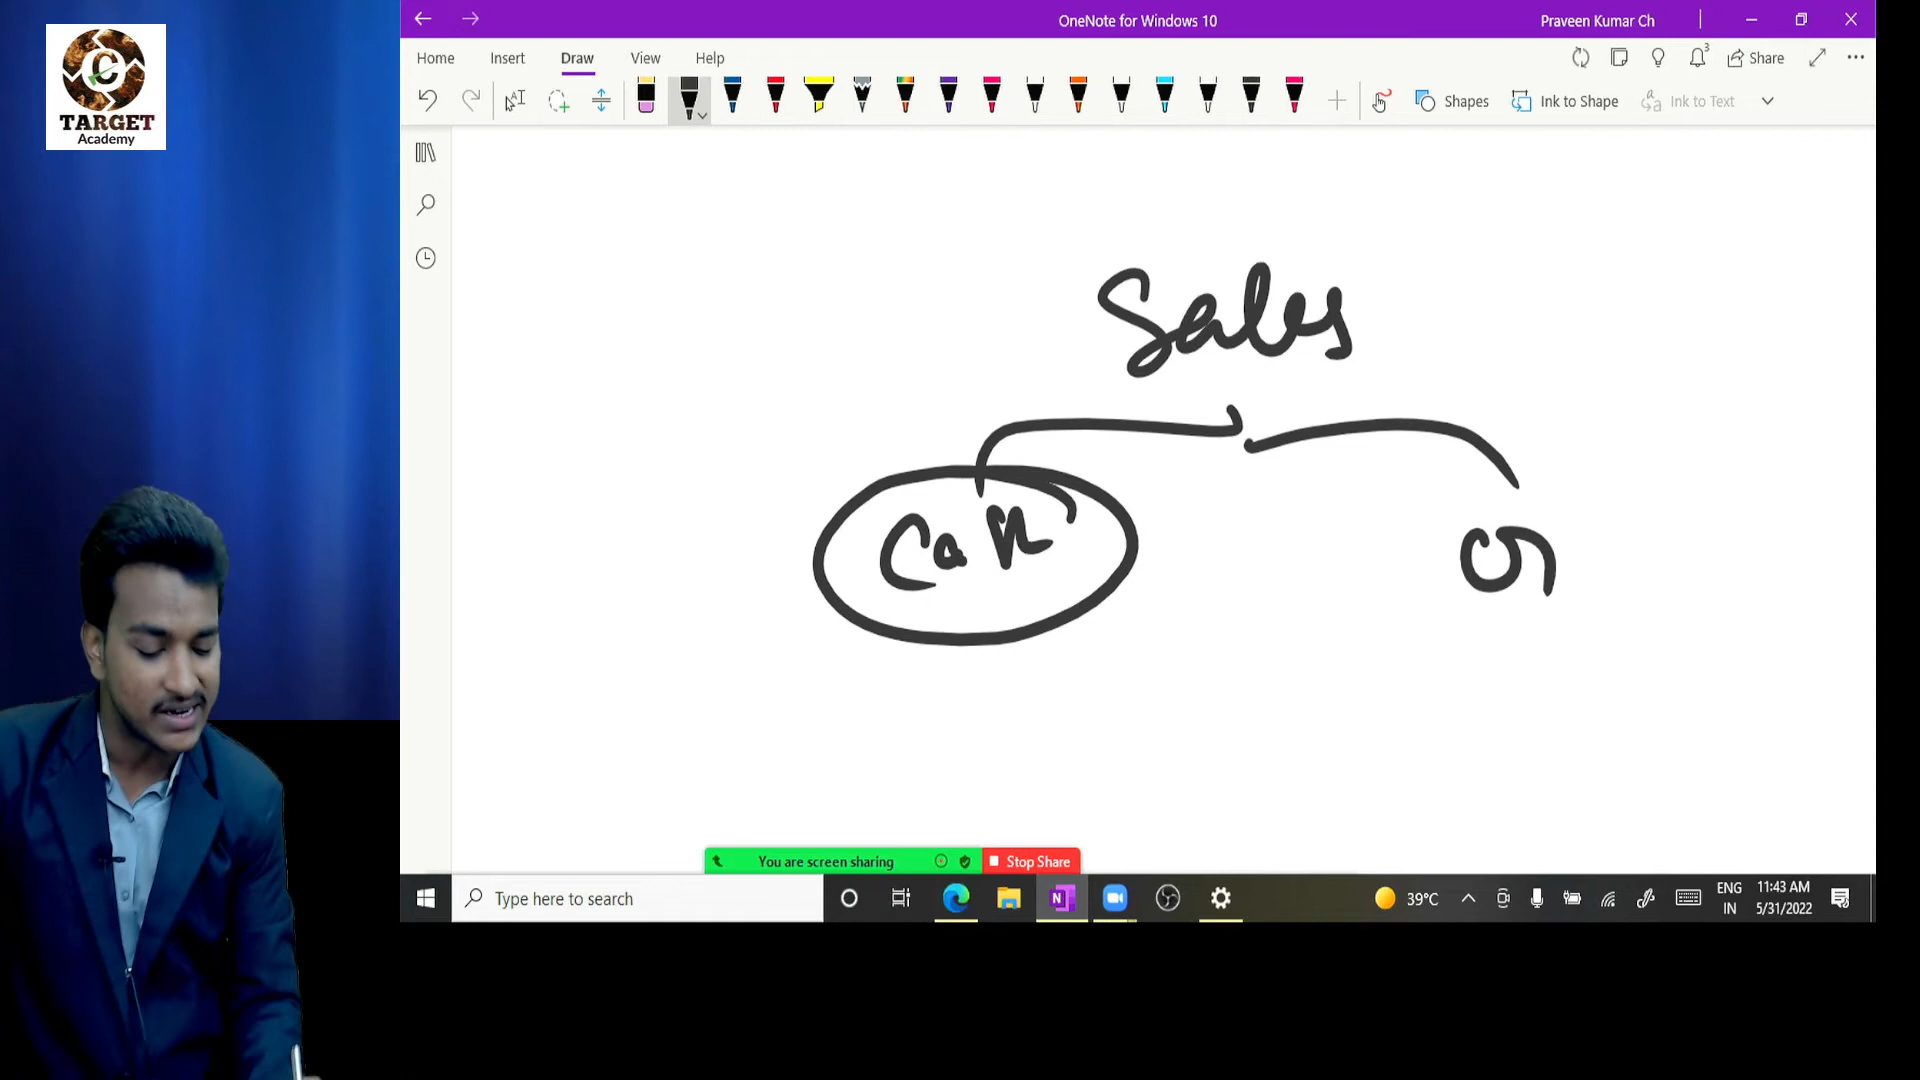 TARGET
Academy
OneNote for Windows 10
Praveen Kumar Ch
Home Insert Draw View Help
3
Share
Shapes
Ink to Shape
Ink to Text
Sales
You are screen sharing
Stop Share
Type here to search
39°C
ENG
IN
11:43 AM
5/31/2022